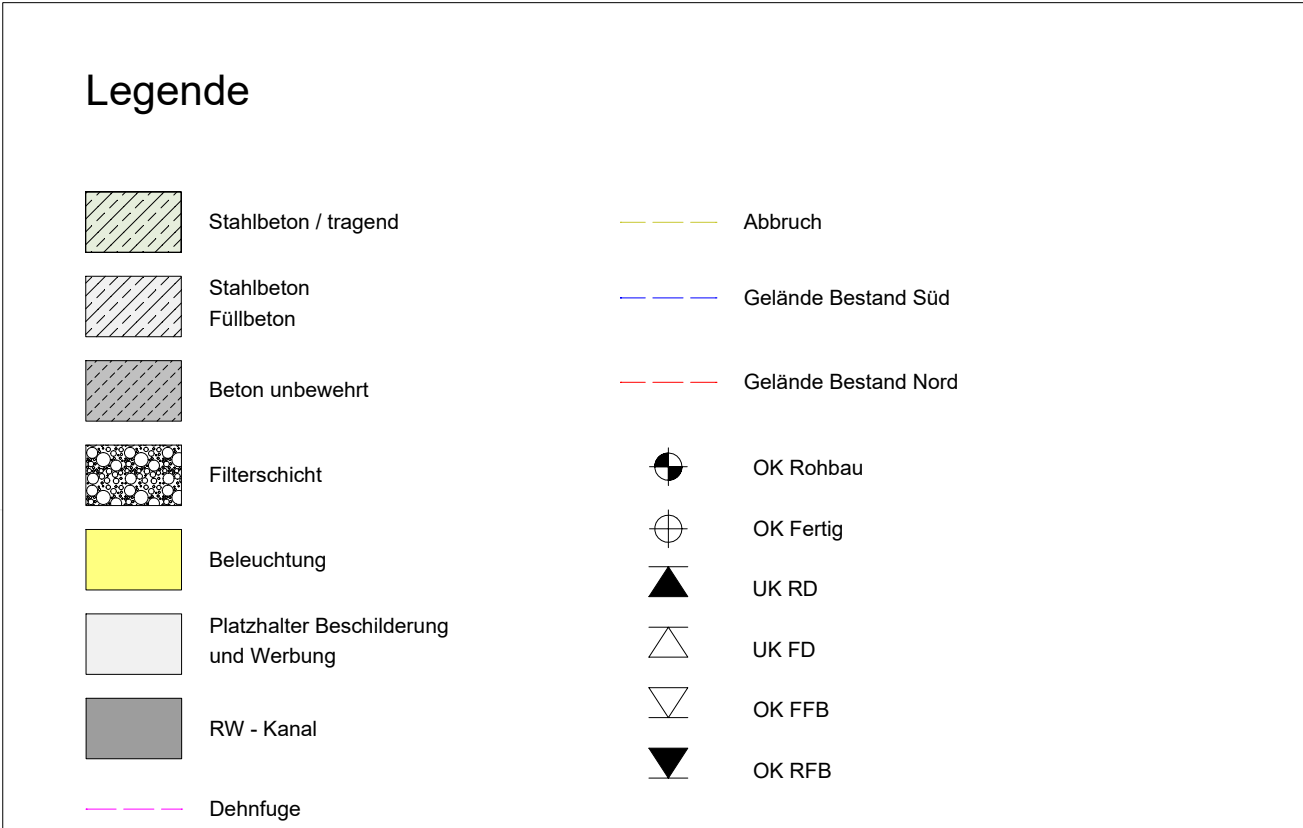 Legende
Stahlbeton / tragend
Stahlbeton
Füllbeton
Beton unbewehrt
Filterschicht
Beleuchtung
Platzhalter Beschilderung
und Werbung
RW - Kanal
Dehnfuge
Abbruch
Gelände Bestand Süd
Gelände Bestand Nord
OK Rohbau
OK Fertig
UK RD
UK FD
OK FFB
OK RFB